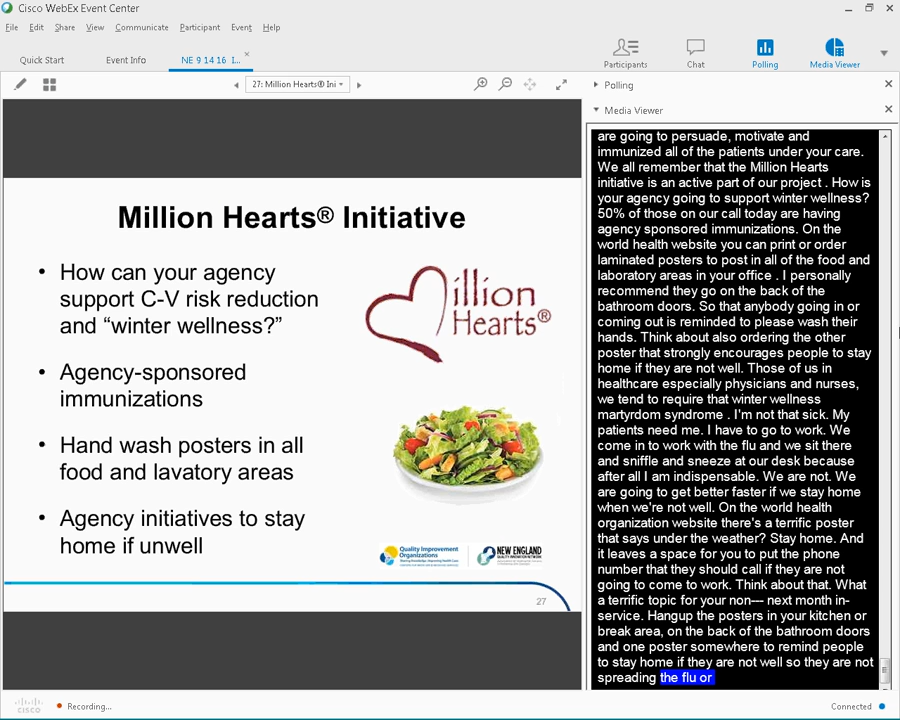 Cisco WebEx Event Center
File Edit Share View Communicate Participant Event Help
Quick Start Event Info NE 9 14 16 I...
Participants Chat Polling Media Viewer
27: Million Hearts® Ini
Polling
Media Viewer
Million Hearts® Initiative
• How can your agency
support C-V risk reduction
and “winter wellness?”
• Agency-sponsored
immunizations
• Hand wash posters in all
food and lavatory areas
• Agency initiatives to stay
home if unwell
Million
Hearts®
Quality Improvement
Organizations
NEW ENGLAND
27
are going to persuade, motivate and
immunized all of the patients under your care.
We all remember that the Million Hearts
initiative is an active part of our project . How is
your agency going to support winter wellness?
50% of those on our call today are having
agency sponsored immunizations. On the
world health website you can print or order
laminated posters to post in all of the food and
laboratory areas in your office . I personally
recommend they go on the back of the
bathroom doors. So that anybody going in or
coming out is reminded to please wash their
hands. Think about also ordering the other
poster that strongly encourages people to stay
home if they are not well. Those of us in
healthcare especially physicians and nurses,
we tend to require that winter wellness
martyrdom syndrome . I'm not that sick. My
patients need me. I have to go to work. We
come in to work with the flu and we sit there
and sniffle and sneeze at our desk because
after all I am indispensable. We are not. We
are going to get better faster if we stay home
when we're not well. On the world health
organization website there's a terrific poster
that says under the weather? Stay home. And
it leaves a space for you to put the phone
number that they should call if they are not
going to come to work. Think about that. What
a terrific topic for your non–– next month in-
service. Hangup the posters in your kitchen or
break area, on the back of the bathroom doors
and one poster somewhere to remind people
to stay home if they are not well so they are not
spreading the flu or
cisco
Recording...
Connected